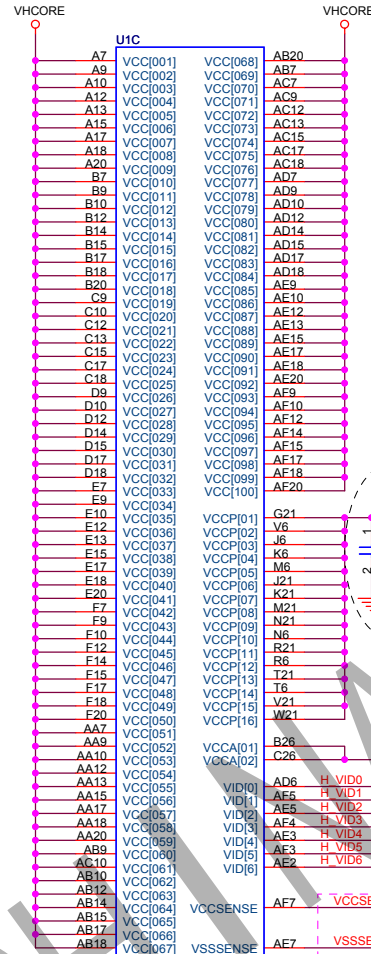 VHCORE VHCORE
U1C
A7 VCC[001] VCC[068] AB20
A9 VCC[002] VCC[069] AB7
A10 VCC[003] VCC[070] AC7
A12 VCC[004] VCC[071] AC9
A13 VCC[005] VCC[072] AC12
A15 VCC[006] VCC[073] AC13
A17 VCC[007] VCC[074] AC15
A18 VCC[008] VCC[075] AC17
A20 VCC[009] VCC[076] AC18
B7 VCC[010] VCC[077] AD7
B9 VCC[011] VCC[078] AD9
B10 VCC[012] VCC[079] AD10
B12 VCC[013] VCC[080] AD12
B14 VCC[014] VCC[081] AD14
B15 VCC[015] VCC[082] AD15
B17 VCC[016] VCC[083] AD17
B18 VCC[017] VCC[084] AD18
B20 VCC[018] VCC[085] AE9
C9 VCC[019] VCC[086] AE10
C10 VCC[020] VCC[087] AE12
C12 VCC[021] VCC[088] AE13
C13 VCC[022] VCC[089] AE15
C15 VCC[023] VCC[090] AE17
C17 VCC[024] VCC[091] AE18
C18 VCC[025] VCC[092] AE20
D9 VCC[026] VCC[093] AF9
D10 VCC[027] VCC[094] AF10
D12 VCC[028] VCC[095] AF12
D14 VCC[029] VCC[096] AF14
D15 VCC[030] VCC[097] AF15
D17 VCC[031] VCC[098] AF17
D18 VCC[032] VCC[099] AF18
E7 VCC[033] VCC[100] AF20
E9 VCC[034]
E10 VCC[035] VCCP[01] G21
E12 VCC[036] VCCP[02] V6
E13 VCC[037] VCCP[03] J6
E15 VCC[038] VCCP[04] K6
E17 VCC[039] VCCP[05] M6
E18 VCC[040] VCCP[06] J21
E20 VCC[041] VCCP[07] K21
F7 VCC[042] VCCP[08] M21
F9 VCC[043] VCCP[09] N21
F10 VCC[044] VCCP[10] N6
F12 VCC[045] VCCP[11] R21
F14 VCC[046] VCCP[12] R6
F15 VCC[047] VCCP[13] T21
F17 VCC[048] VCCP[14] T6
F18 VCC[049] VCCP[15] V21
F20 VCC[050] VCCP[16] W21
AA7 VCC[051]
AA9 VCC[052] VCCA[01] B26
AA10 VCC[053] VCCA[02] C26
AA12 VCC[054]
AA13 VCC[055] VID[0] AD6 H_VID0
AA15 VCC[056] VID[1] AF5 H_VID1
AA17 VCC[057] VID[2] AE5 H_VID2
AA18 VCC[058] VID[3] AF4 H_VID3
AA20 VCC[059] VID[4] AE3 H_VID4
AB9 VCC[060] VID[5] AF3 H_VID5
AC10 VCC[061] VID[6] AE2 H_VID6
AB10 VCC[062]
AB12 VCC[063]
AB14 VCC[064] VCCSENSE AF7 VCCSE
AB15 VCC[065]
AB17 VCC[066]
AB18 VCC[067] VSSSENSE AE7 VSSSE
1
2